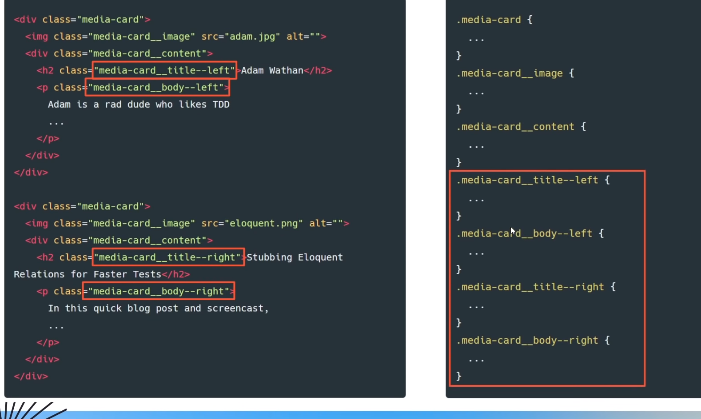 <div class="media-card">
<img class="media-card__image" src="adam.jpg" alt="">
<div class="media-card__content">
<h2 class="media-card__title--left">Adam Wathan</h2>
<p class="media-card__body--left">
Adam is a rad dude who likes TDD
...
</p>
</div>
</div>
<div class="media-card">
<img class="media-card__image" src="eloquent.png" alt="">
<div class="media-card__content">
<h2 class="media-card__title--right">Stubbing Eloquent
Relations for Faster Tests</h2>
<p class="media-card__body--right">
In this quick blog post and screencast,
...
</p>
</div>
</div>
.media-card {
...
}
.media-card__image {
...
}
.media-card__content {
...
}
.media-card__title--left {
...
}
.media-card__body--left {
...
}
.media-card__title--right {
...
}
.media-card__body--right {
...
}